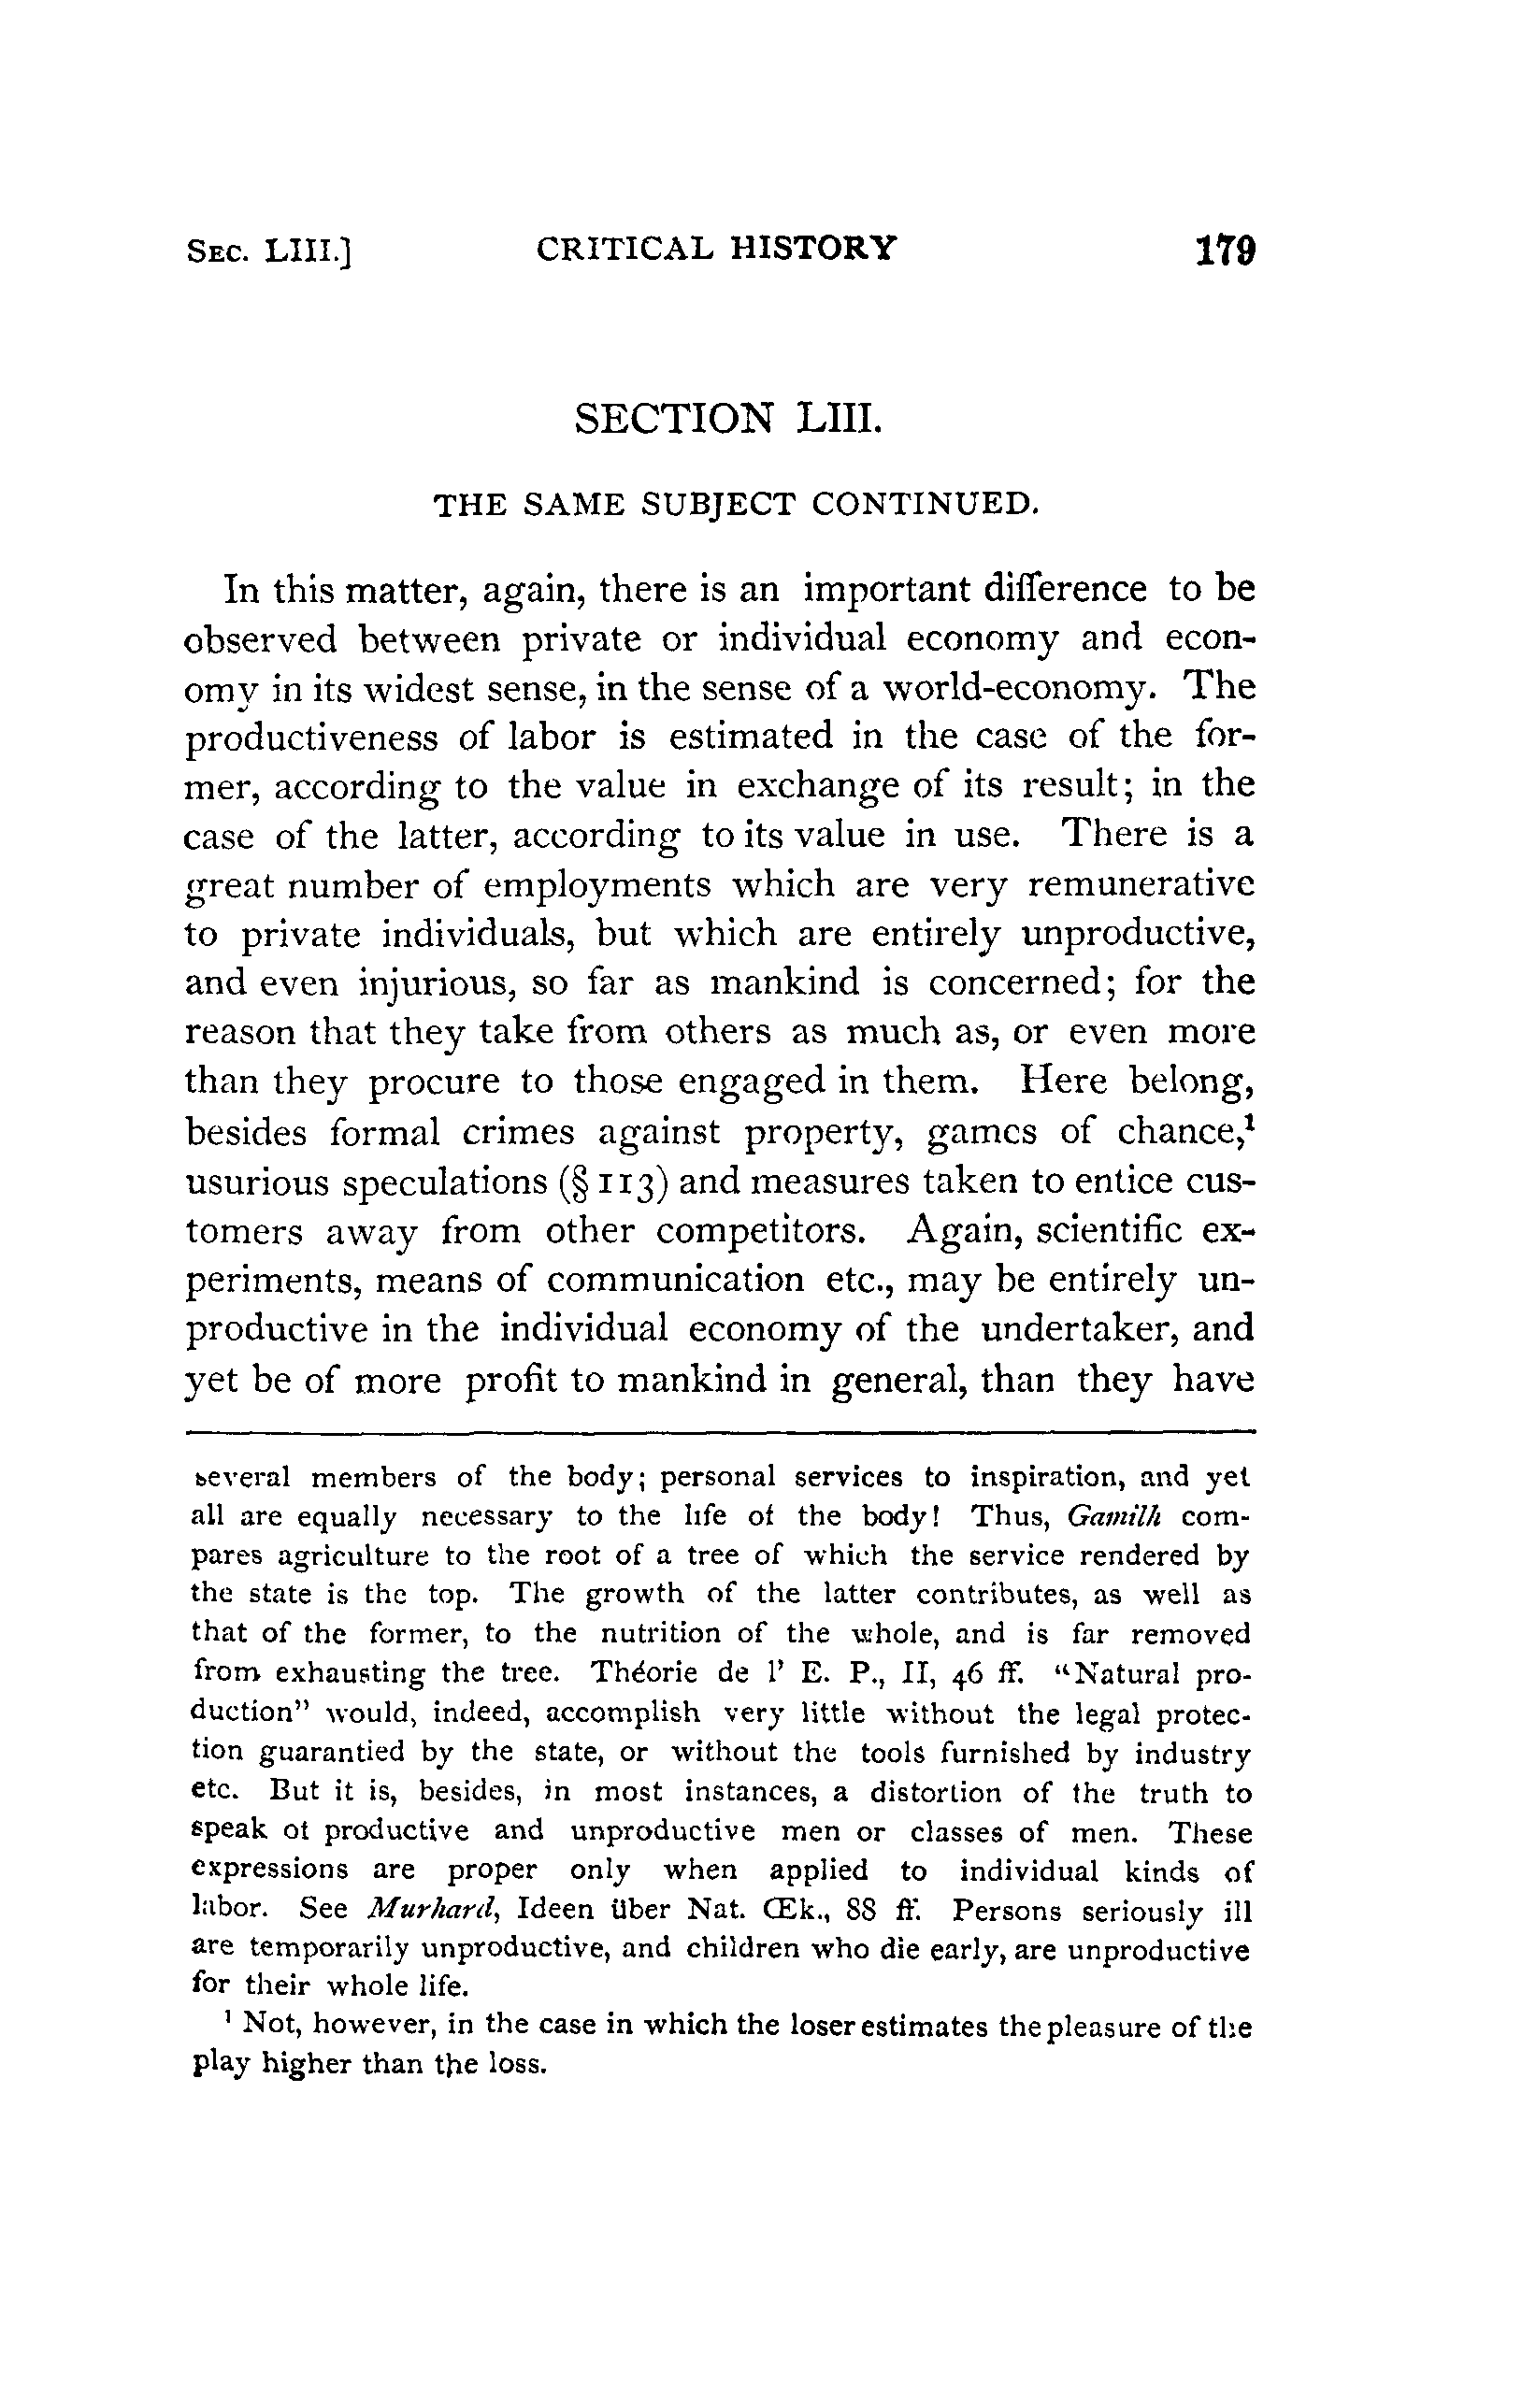 SEC. LIII.] CRITICAL HISTORY 179
SECTION LIII.
THE SAME SUBJECT CONTINUED.
In this matter, again, there is an important difference to be
observed between private or individual economy and econ-
omy in its widest sense, in the sense of a world-economy. The
productiveness of labor is estimated in the case of the for-
mer, according to the value in exchange of its result; in the
case of the latter, according to its value in use. There is a
great number of employments which are very remunerative
to private individuals, but which are entirely unproductive,
and even injurious, so far as mankind is concerned; for the
reason that they take from others as much as, or even more
than they procure to those engaged in them. Here belong,
besides formal crimes against property, games of chance,¹
usurious speculations (§ 113) and measures taken to entice cus-
tomers away from other competitors. Again, scientific ex-
periments, means of communication etc., may be entirely un-
productive in the individual economy of the undertaker, and
yet be of more profit to mankind in general, than they have
several members of the body; personal services to inspiration, and yet
all are equally necessary to the life of the body! Thus, Gamilh com-
pares agriculture to the root of a tree of which the service rendered by
the state is the top. The growth of the latter contributes, as well as
that of the former, to the nutrition of the whole, and is far removed
from exhausting the tree. Théorie de l' E. P., II, 46 ff. "Natural pro-
duction" would, indeed, accomplish very little without the legal protec-
tion guarantied by the state, or without the tools furnished by industry
etc. But it is, besides, in most instances, a distortion of the truth to
speak of productive and unproductive men or classes of men. These
expressions are proper only when applied to individual kinds of
labor. See Murhard, Ideen über Nat. Œk., 88 ff. Persons seriously ill
are temporarily unproductive, and children who die early, are unproductive
for their whole life.
¹ Not, however, in the case in which the loser estimates the pleasure of the
play higher than the loss.